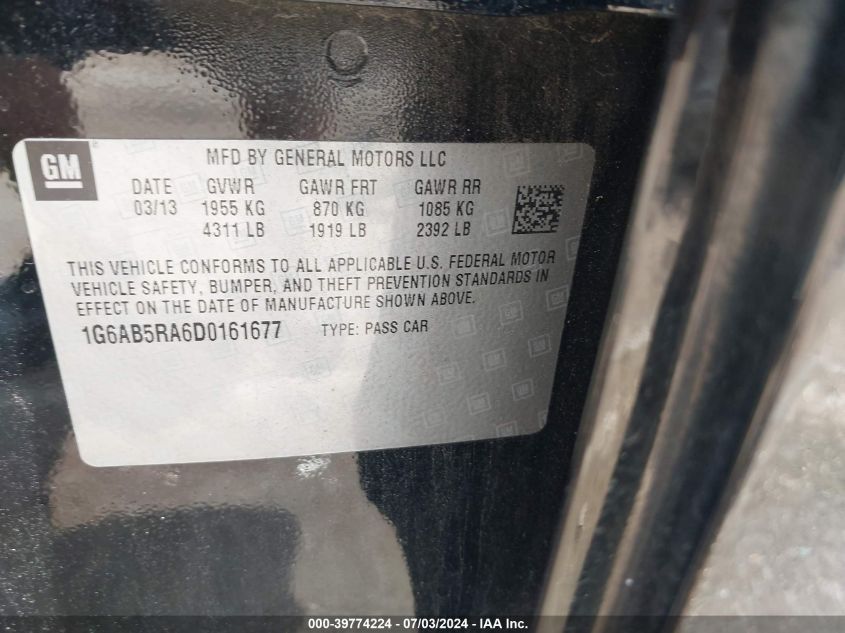 GM
MFD BY GENERAL MOTORS LLC
DATE GVWR GAWR FRT GAWR RR
03/13 1955 KG 870 KG 1085 KG
4311 LB 1919 LB 2392 LB
THIS VEHICLE CONFORMS TO ALL APPLICABLE U.S. FEDERAL MOTOR
VEHICLE SAFETY, BUMPER, AND THEFT PREVENTION STANDARDS IN
EFFECT ON THE DATE OF MANUFACTURE SHOWN ABOVE.
1G6AB5RA6D0161677 TYPE: PASS CAR
000-39774224 - 07/03/2024 - IAA Inc.